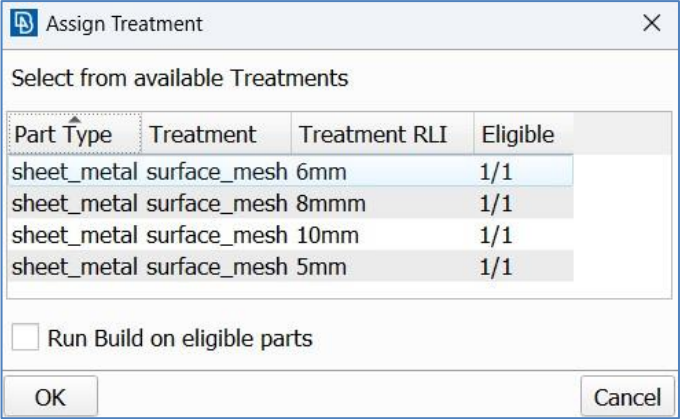 Assign Treatment
Select from available Treatments
Part Type Treatment Treatment RLI Eligible
sheet_metal surface_mesh 6mm 1/1
sheet_metal surface_mesh 8mmm 1/1
sheet_metal surface_mesh 10mm 1/1
sheet_metal surface_mesh 5mm 1/1
Run Build on eligible parts
OK Cancel